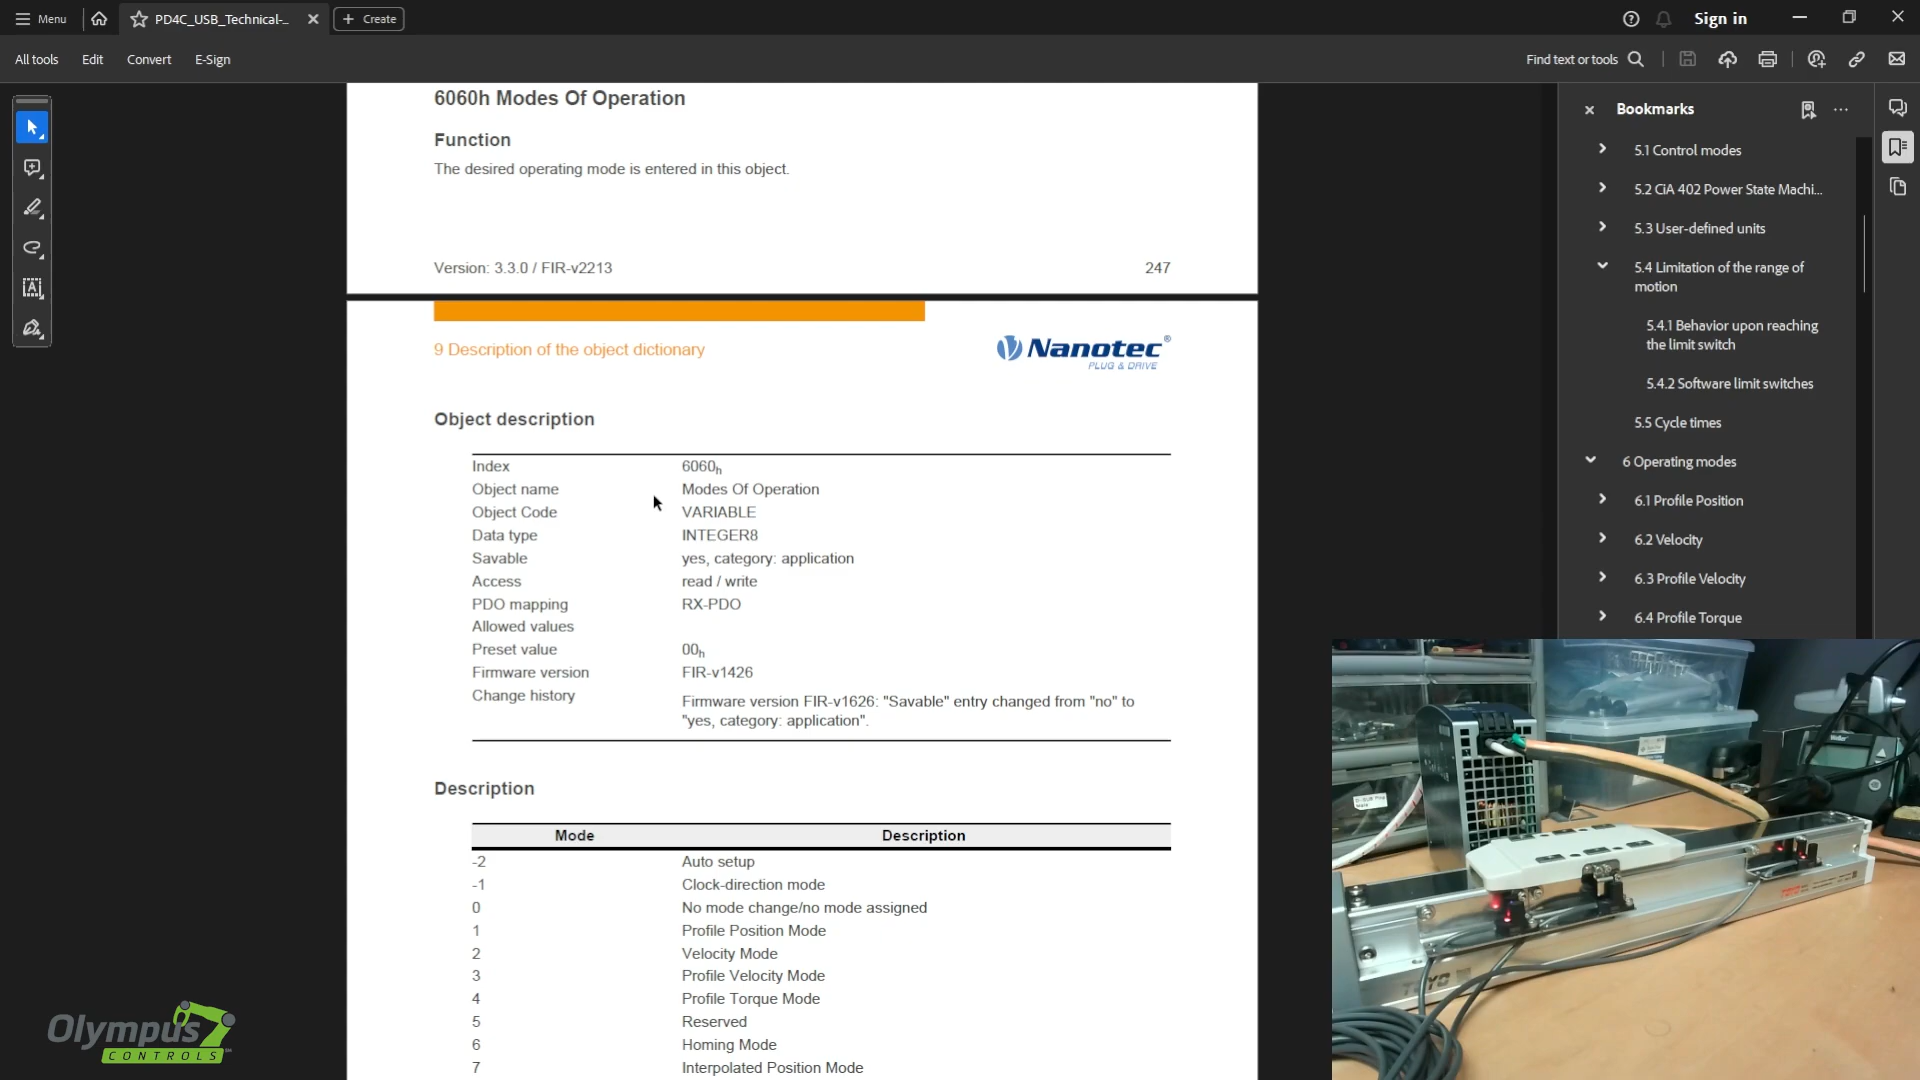 Menu
PD4C_USB_Technical-...
Create
Sign in
All tools
Edit
Convert
E-Sign
Find text or tools
6060h Modes Of Operation
Function
The desired operating mode is entered in this object.
Version: 3.3.0 / FIR-v2213
247
9 Description of the object dictionary
Nanotec®
PLUG & DRIVE
Object description
Index 6060h
Object name Modes Of Operation
Object Code VARIABLE
Data type INTEGER8
Savable yes, category: application
Access read / write
PDO mapping RX-PDO
Allowed values
Preset value 00h
Firmware version FIR-v1426
Change history Firmware version FIR-v1626: "Savable" entry changed from "no" to
"yes, category: application".
Description
Mode Description
-2 Auto setup
-1 Clock-direction mode
0 No mode change/no mode assigned
1 Profile Position Mode
2 Velocity Mode
3 Profile Velocity Mode
4 Profile Torque Mode
5 Reserved
6 Homing Mode
7 Interpolated Position Mode
Bookmarks
5.1 Control modes
5.2 CiA 402 Power State Machi...
5.3 User-defined units
5.4 Limitation of the range of
motion
5.4.1 Behavior upon reaching
the limit switch
5.4.2 Software limit switches
5.5 Cycle times
6 Operating modes
6.1 Profile Position
6.2 Velocity
6.3 Profile Velocity
6.4 Profile Torque
Olympus
CONTROLS
TOYO